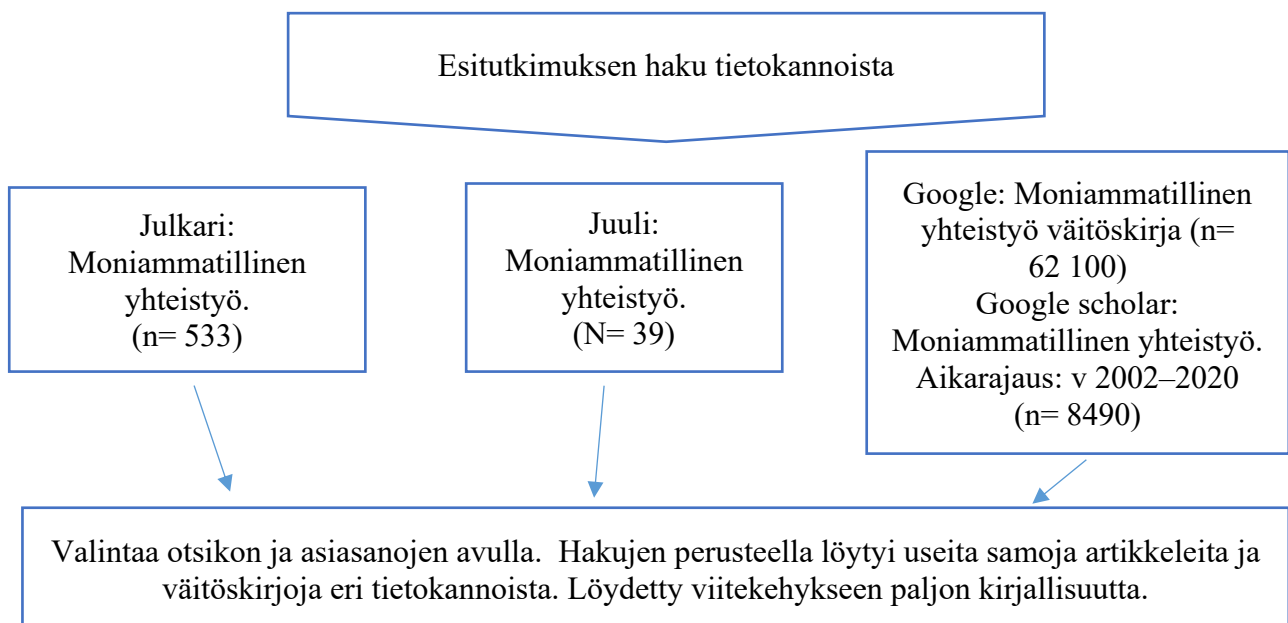 Esitutkimuksen haku tietokannoista
Julkari:
Moniammatillinen
yhteistyö.
(n= 533)
Juuli:
Moniammatillinen
yhteistyö.
(N= 39)
Google: Moniammatillinen
yhteistyö väitöskirja (n=
62 100)
Google scholar:
Moniammatillinen yhteistyö.
Aikarajaus: v 2002–2020
(n= 8490)
Valintaa otsikon ja asiasanojen avulla. Hakujen perusteella löytyi useita samoja artikkeleita ja
väitöskirjoja eri tietokannoista. Löydetty viitekehykseen paljon kirjallisuutta.